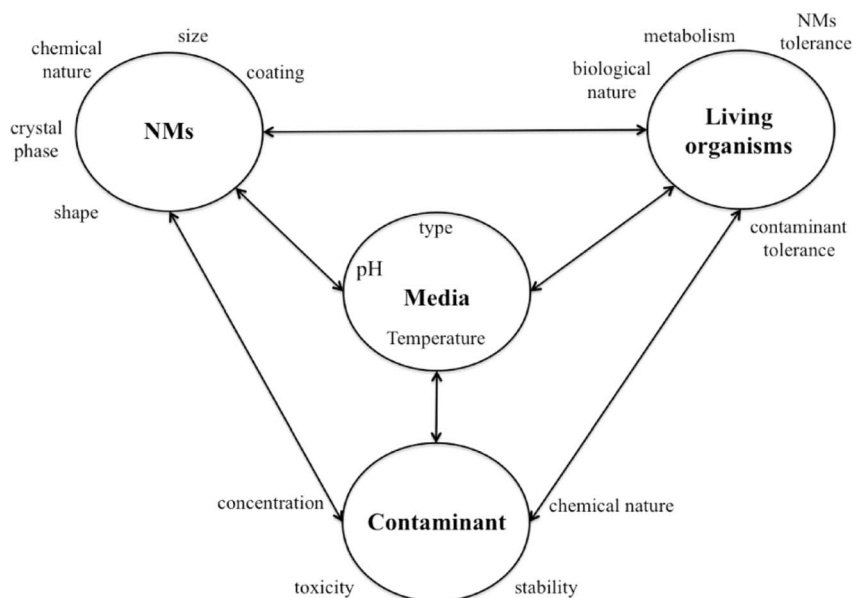 size
chemical
nature
coating
crystal
phase
NMs
shape
metabolism
NMs
tolerance
biological
nature
Living
organisms
contaminant
tolerance
type
pH
Media
Temperature
concentration
chemical nature
Contaminant
toxicity
stability